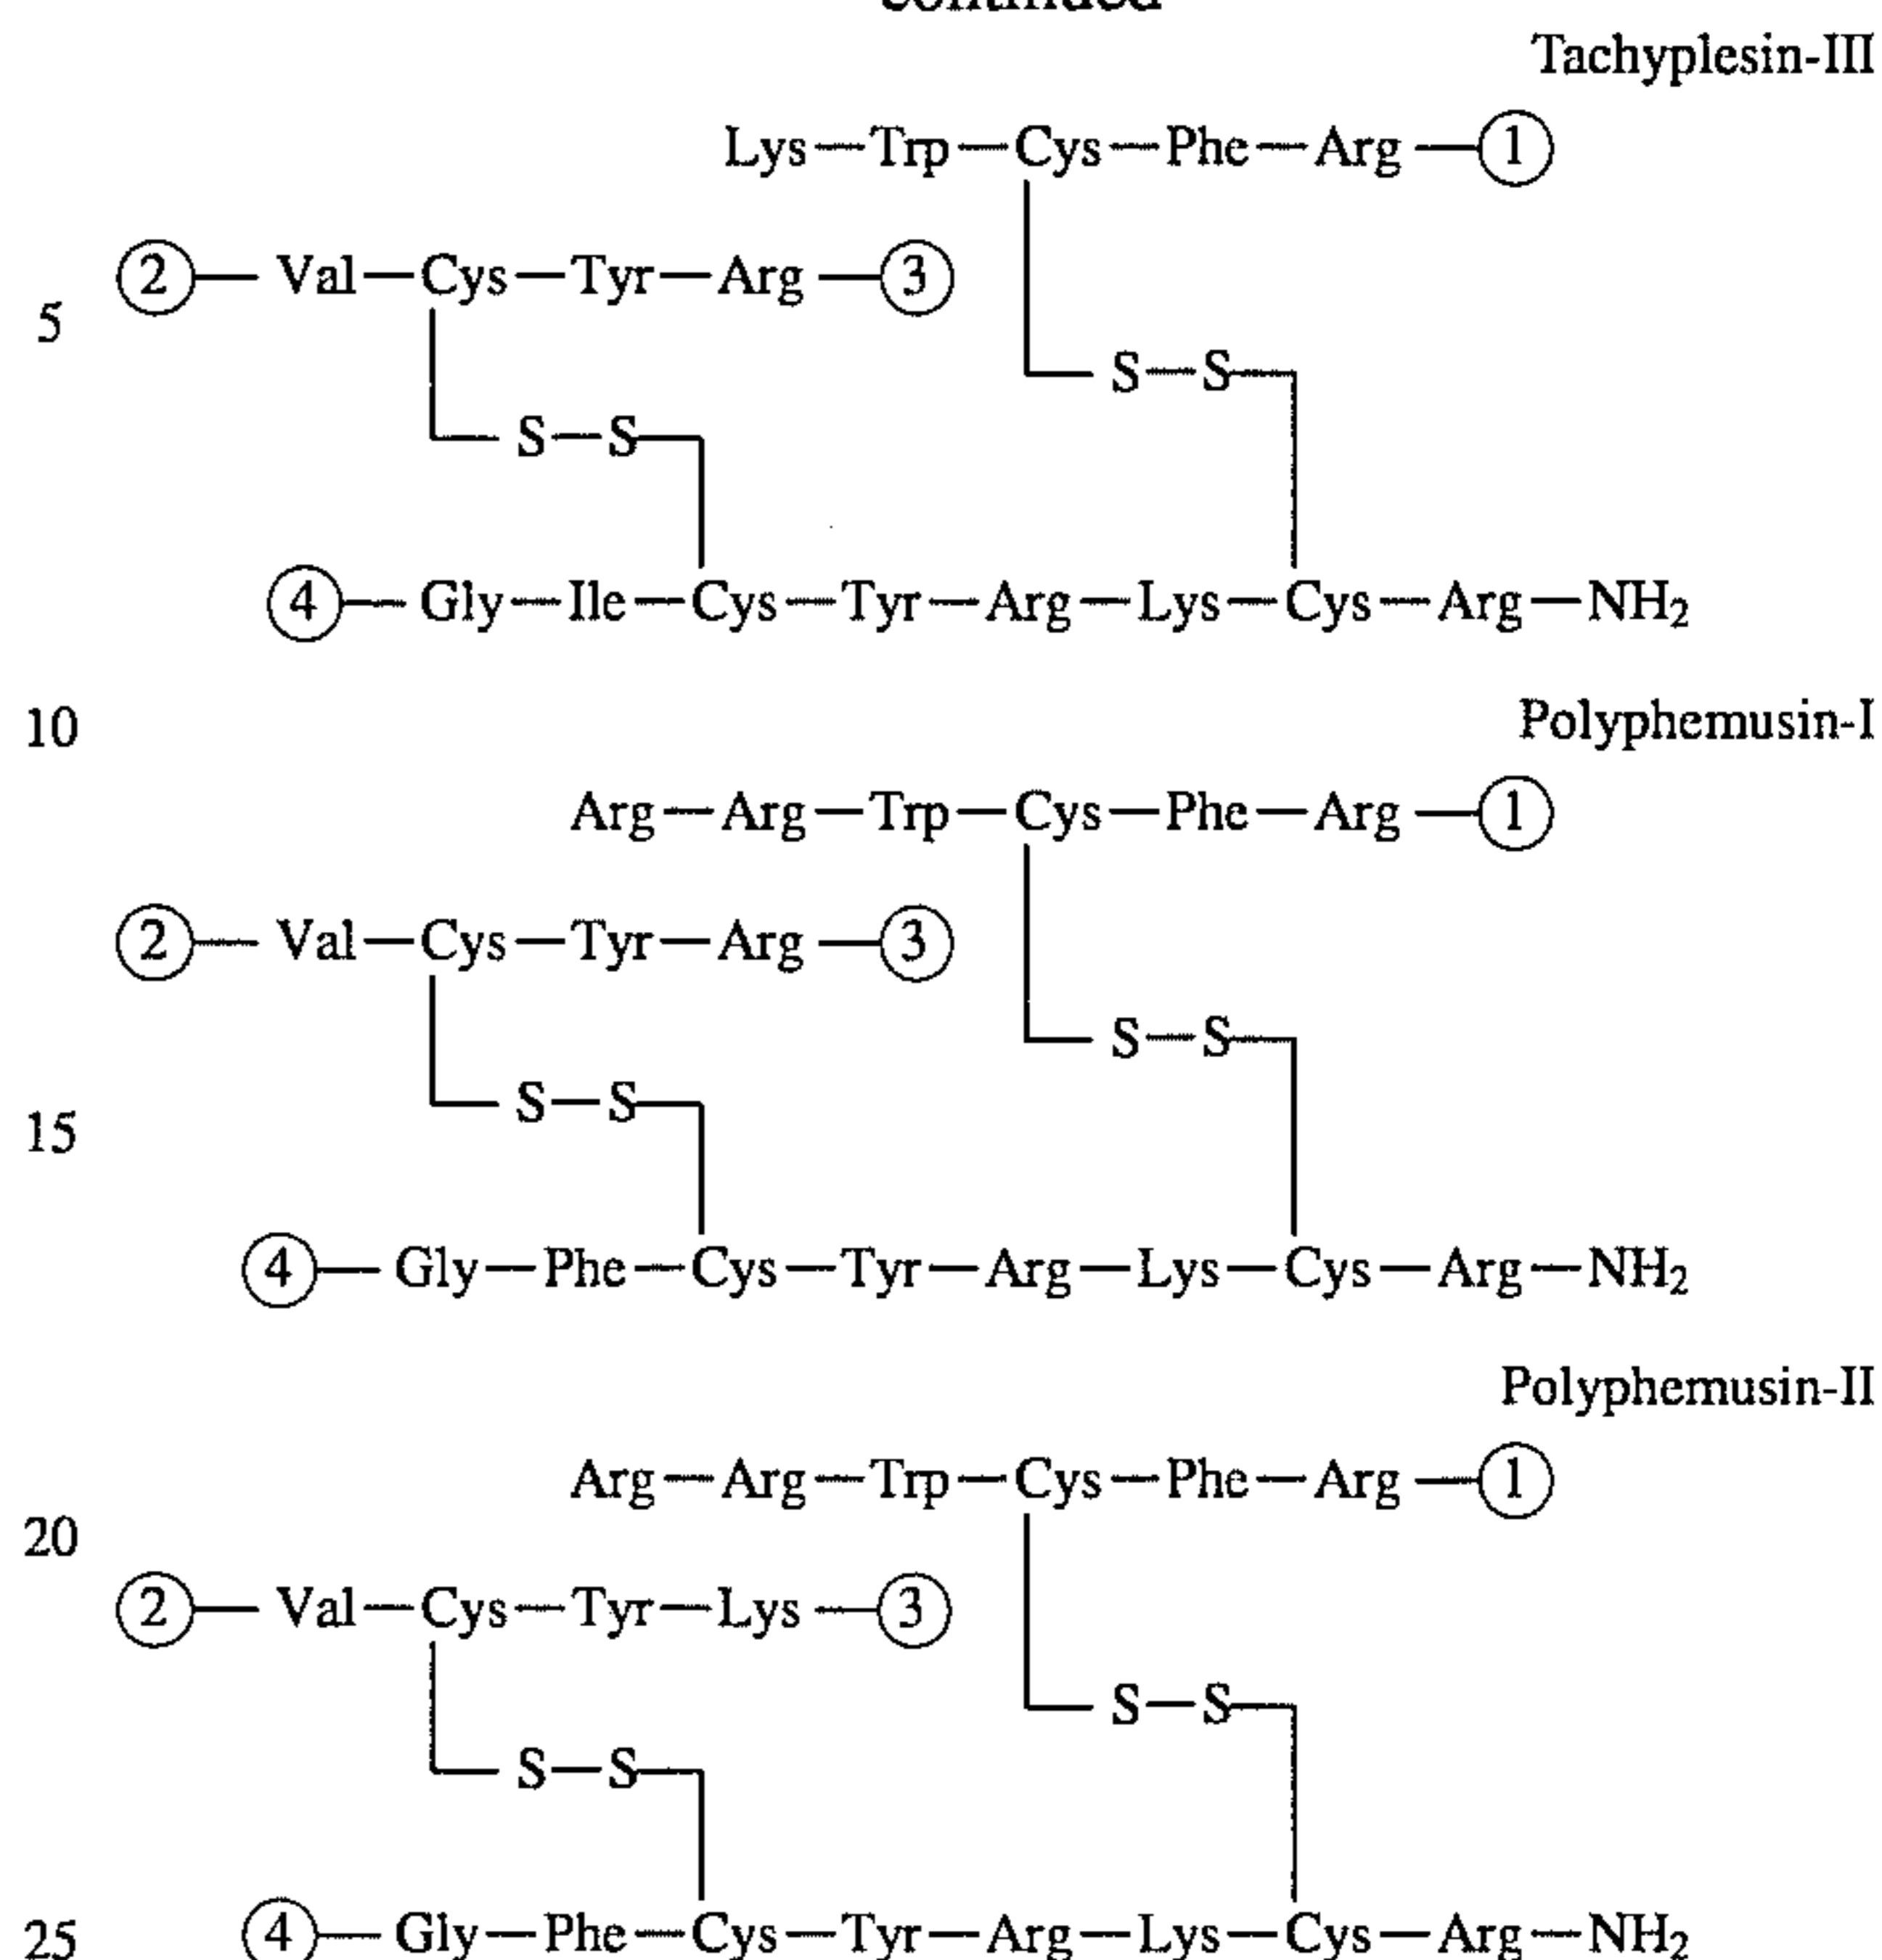 Tachyplesin-III
Lys—Trp—Cys—Phe—Arg—①
②—Val—Cys—Tyr—Arg—③
5
S—S
S—S
④—Gly—Ile—Cys—Tyr—Arg—Lys—Cys—Arg—NH₂
10 Polyphemusin-I
Arg—Arg—Trp—Cys—Phe—Arg—①
②—Val—Cys—Tyr—Arg—③
S—S
15 S—S
④—Gly—Phe—Cys—Tyr—Arg—Lys—Cys—Arg—NH₂
Polyphemusin-II
Arg—Arg—Trp—Cys—Phe—Arg—①
20
②—Val—Cys—Tyr—Lys—③
S—S
S—S
25 ④—Gly—Phe—Cys—Tyr—Arg—Lys—Cys—Arg—NH₂